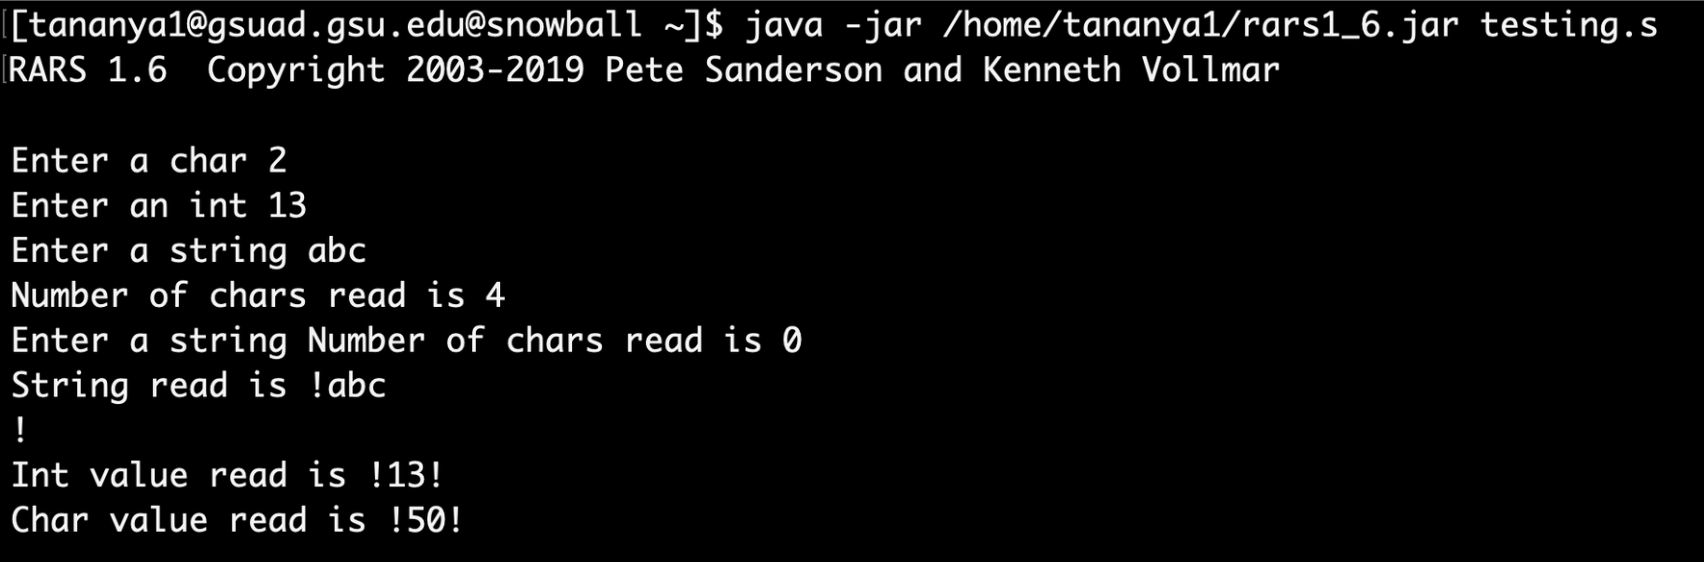 [tananya1@gsuad.gsu.edu@snowball ~]$ java -jar /home/tananya1/rars1_6.jar testing.s
RARS 1.6  Copyright 2003-2019 Pete Sanderson and Kenneth Vollmar
Enter a char 2
Enter an int 13
Enter a string abc
Number of chars read is 4
Enter a string Number of chars read is 0
String read is !abc
!
Int value read is !13!
Char value read is !50!